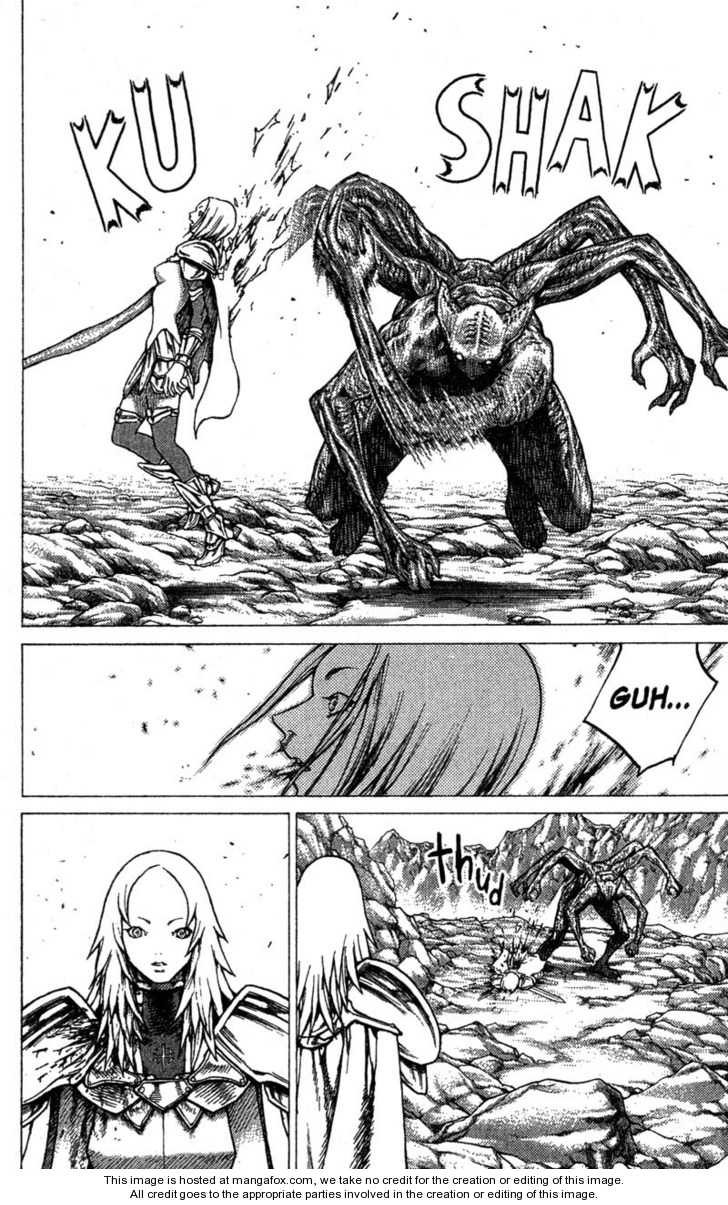 KU
SHAK
GUH...
thud
This image is hosted at mangafox.com, we take no credit for the creation or editing of this image.
All credit goes to the appropriate parties involved in the creation or editing of this image.